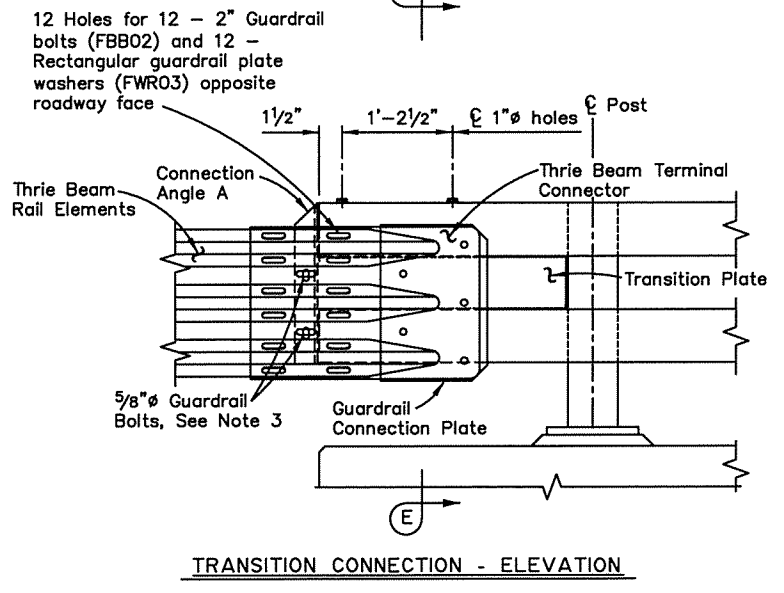 12 Holes for 12 - 2" Guardrail
bolts (FBB02) and 12 -
Rectangular guardrail plate
washers (FWR03) opposite
roadway face
1½"
1'-2½"
℄ 1"ø holes
℄ Post
Connection
Angle A
Thrie Beam
Rail Elements
Thrie Beam Terminal
Connector
Transition Plate
5/8"ø Guardrail
Bolts, See Note 3
Guardrail
Connection Plate
E
TRANSITION CONNECTION - ELEVATION